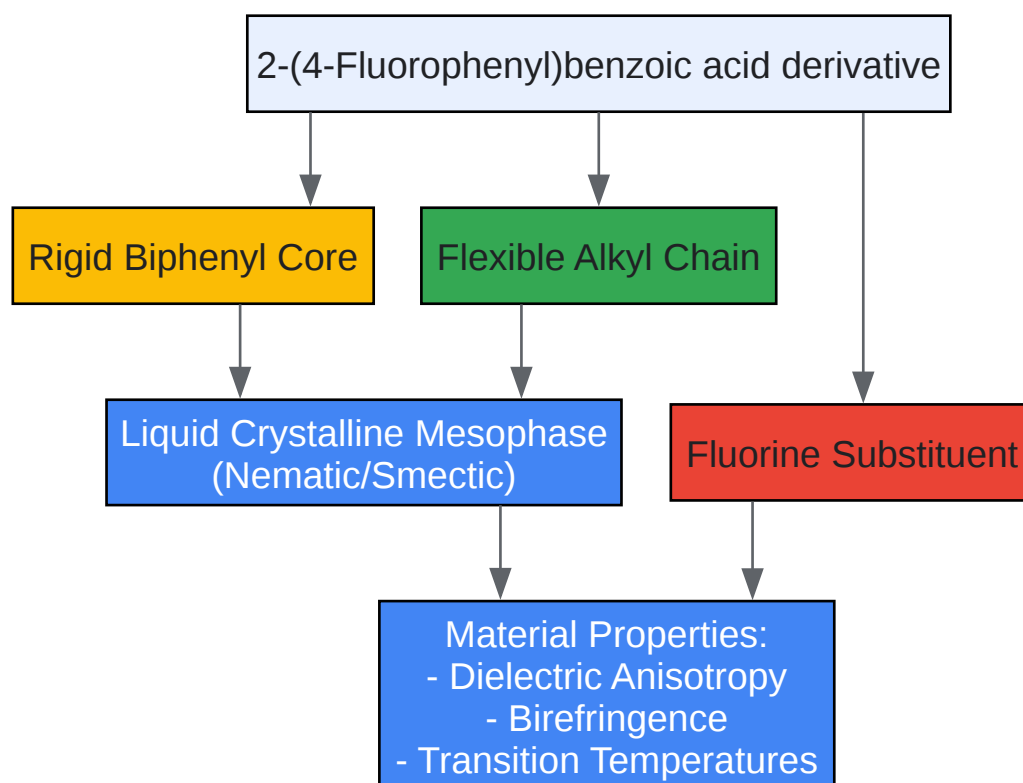 2-(4-Fluorophenyl)benzoic acid derivative
Rigid Biphenyl Core
Flexible Alkyl Chain
Liquid Crystalline Mesophase
(Nematic/Smectic)
Fluorine Substituent
Material Properties:
- Dielectric Anisotropy
- Birefringence
- Transition Temperatures